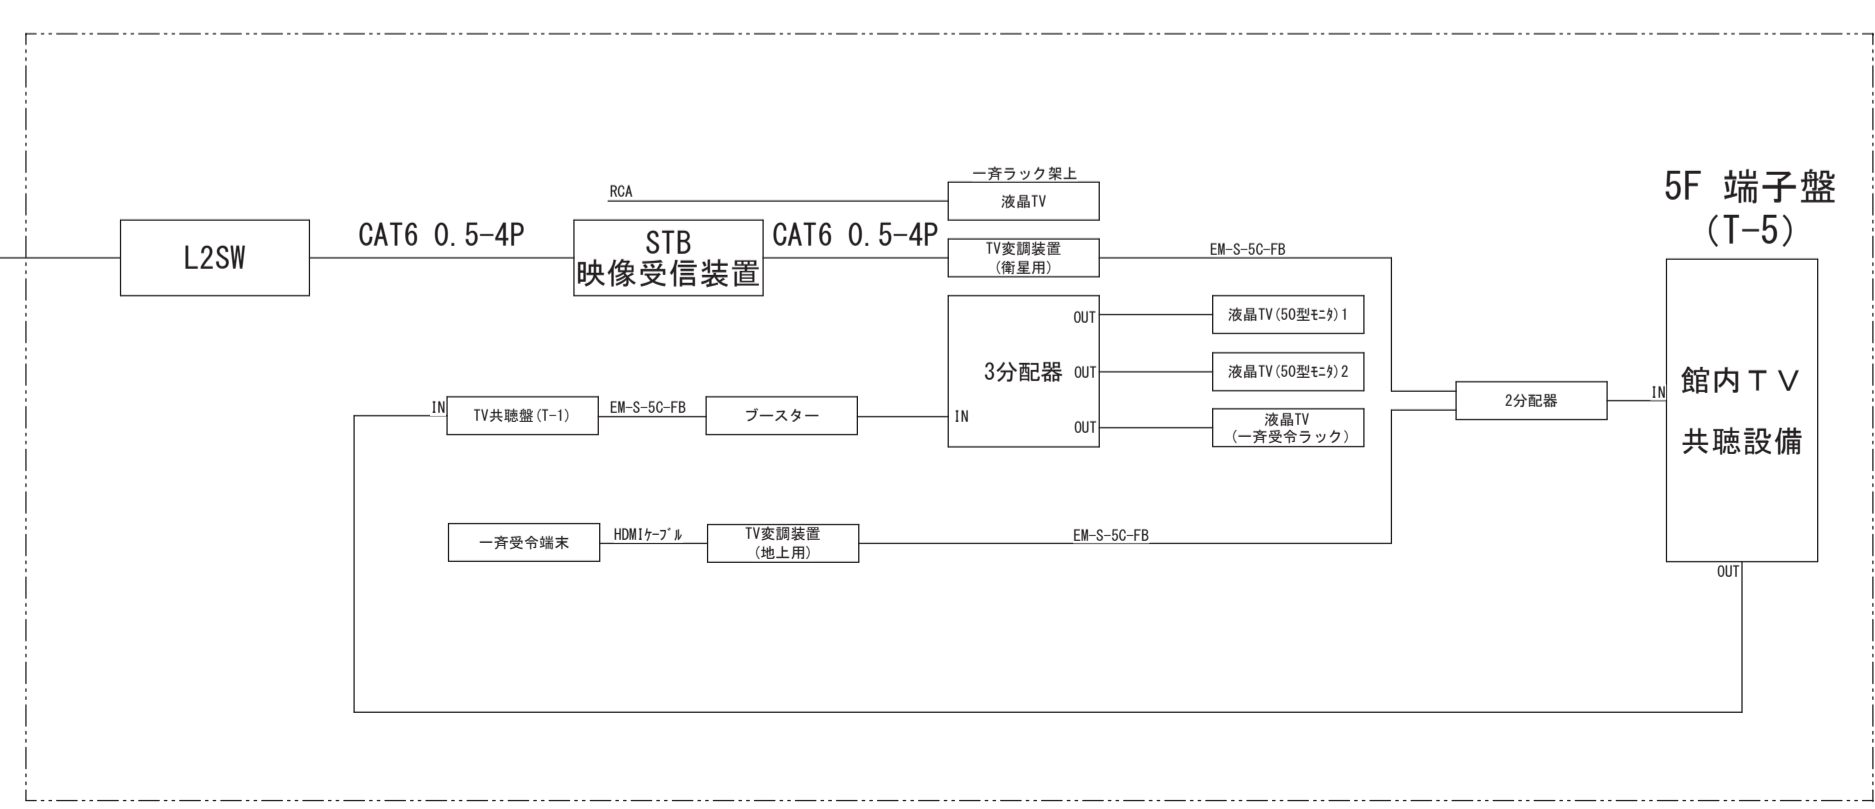 一斉ラック架上
RCA
液晶TV
5F 端子盤
(T-5)
CAT6 0.5-4P
CAT6 0.5-4P
L2SW
STB
映像受信装置
TV変調装置
(衛星用)
EM-S-5C-FB
OUT
液晶TV(50型ﾓﾆﾀ)1
3分配器
OUT
液晶TV(50型ﾓﾆﾀ)2
館内TV
共聴設備
IN
2分配器
IN
TV共聴盤(T-1)
EM-S-5C-FB
ブースター
IN
OUT
液晶TV
(一斉受令ラック)
一斉受令端末
HDMIｹｰﾌﾞﾙ
TV変調装置
(地上用)
EM-S-5C-FB
OUT